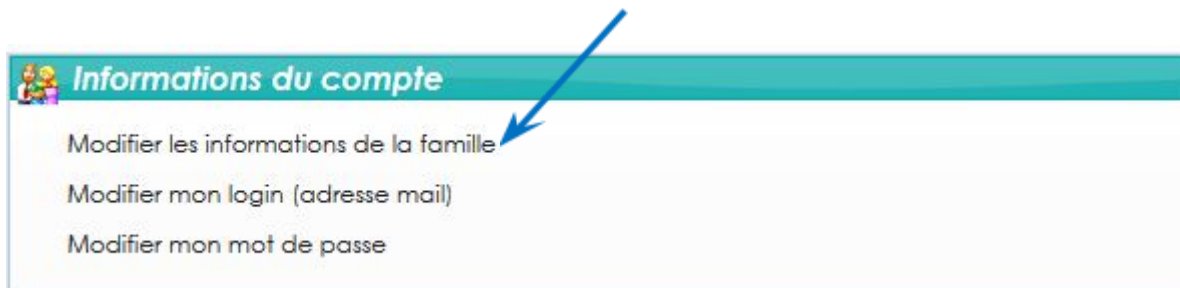 Informations du compte
Modifier les informations de la famille
Modifier mon login (adresse mail)
Modifier mon mot de passe